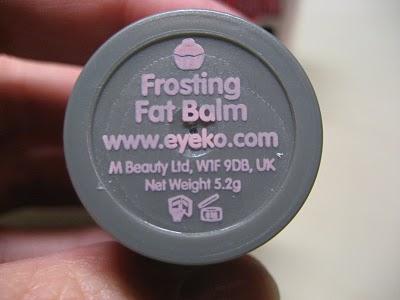 Frosting
Fat Balm
www.eyeko.com
M Beauty Ltd, W1F 9DB, UK
Net Weight 5.2g